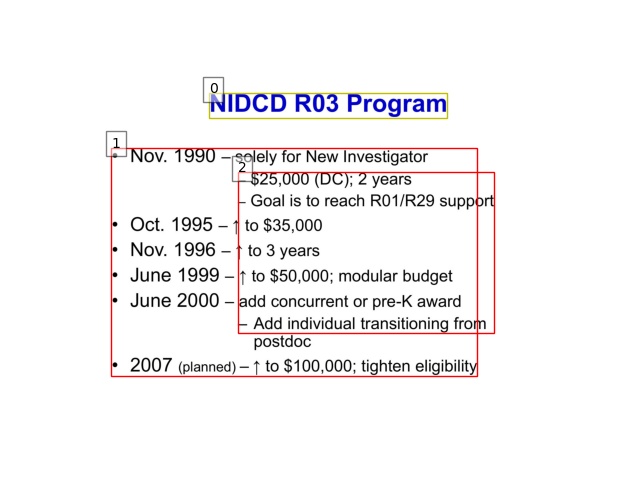 0
NIDCD R03 Program
1
• Nov. 1990 – solely for New Investigator
2
– $25,000 (DC); 2 years
– Goal is to reach R01/R29 support
• Oct. 1995 – ↑ to $35,000
• Nov. 1996 – ↑ to 3 years
• June 1999 – ↑ to $50,000; modular budget
• June 2000 – add concurrent or pre-K award
– Add individual transitioning from
postdoc
• 2007 (planned) – ↑ to $100,000; tighten eligibility